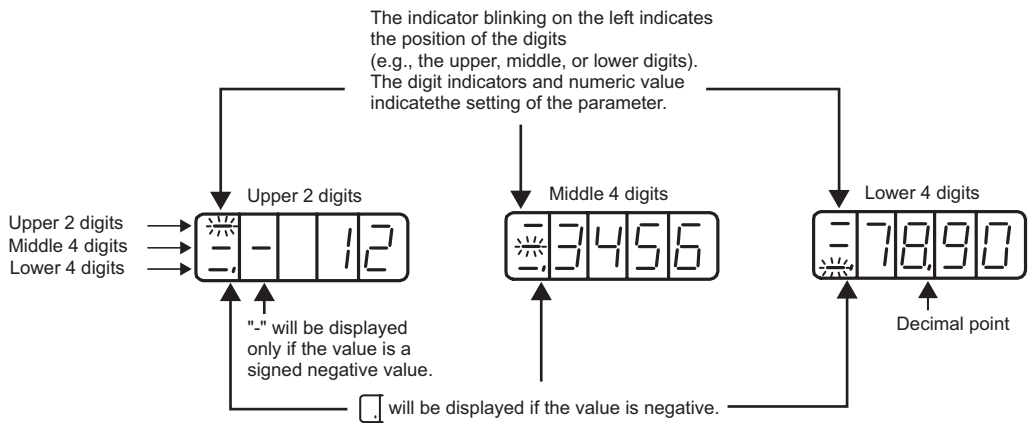 The indicator blinking on the left indicates
the position of the digits
(e.g., the upper, middle, or lower digits).
The digit indicators and numeric value
indicatethe setting of the parameter.
Upper 2 digits
Middle 4 digits
Lower 4 digits
Upper 2 digits
Middle 4 digits
Lower 4 digits
- 12
3456
78.90
"-" will be displayed
only if the value is a
signed negative value.
Decimal point
. will be displayed if the value is negative.